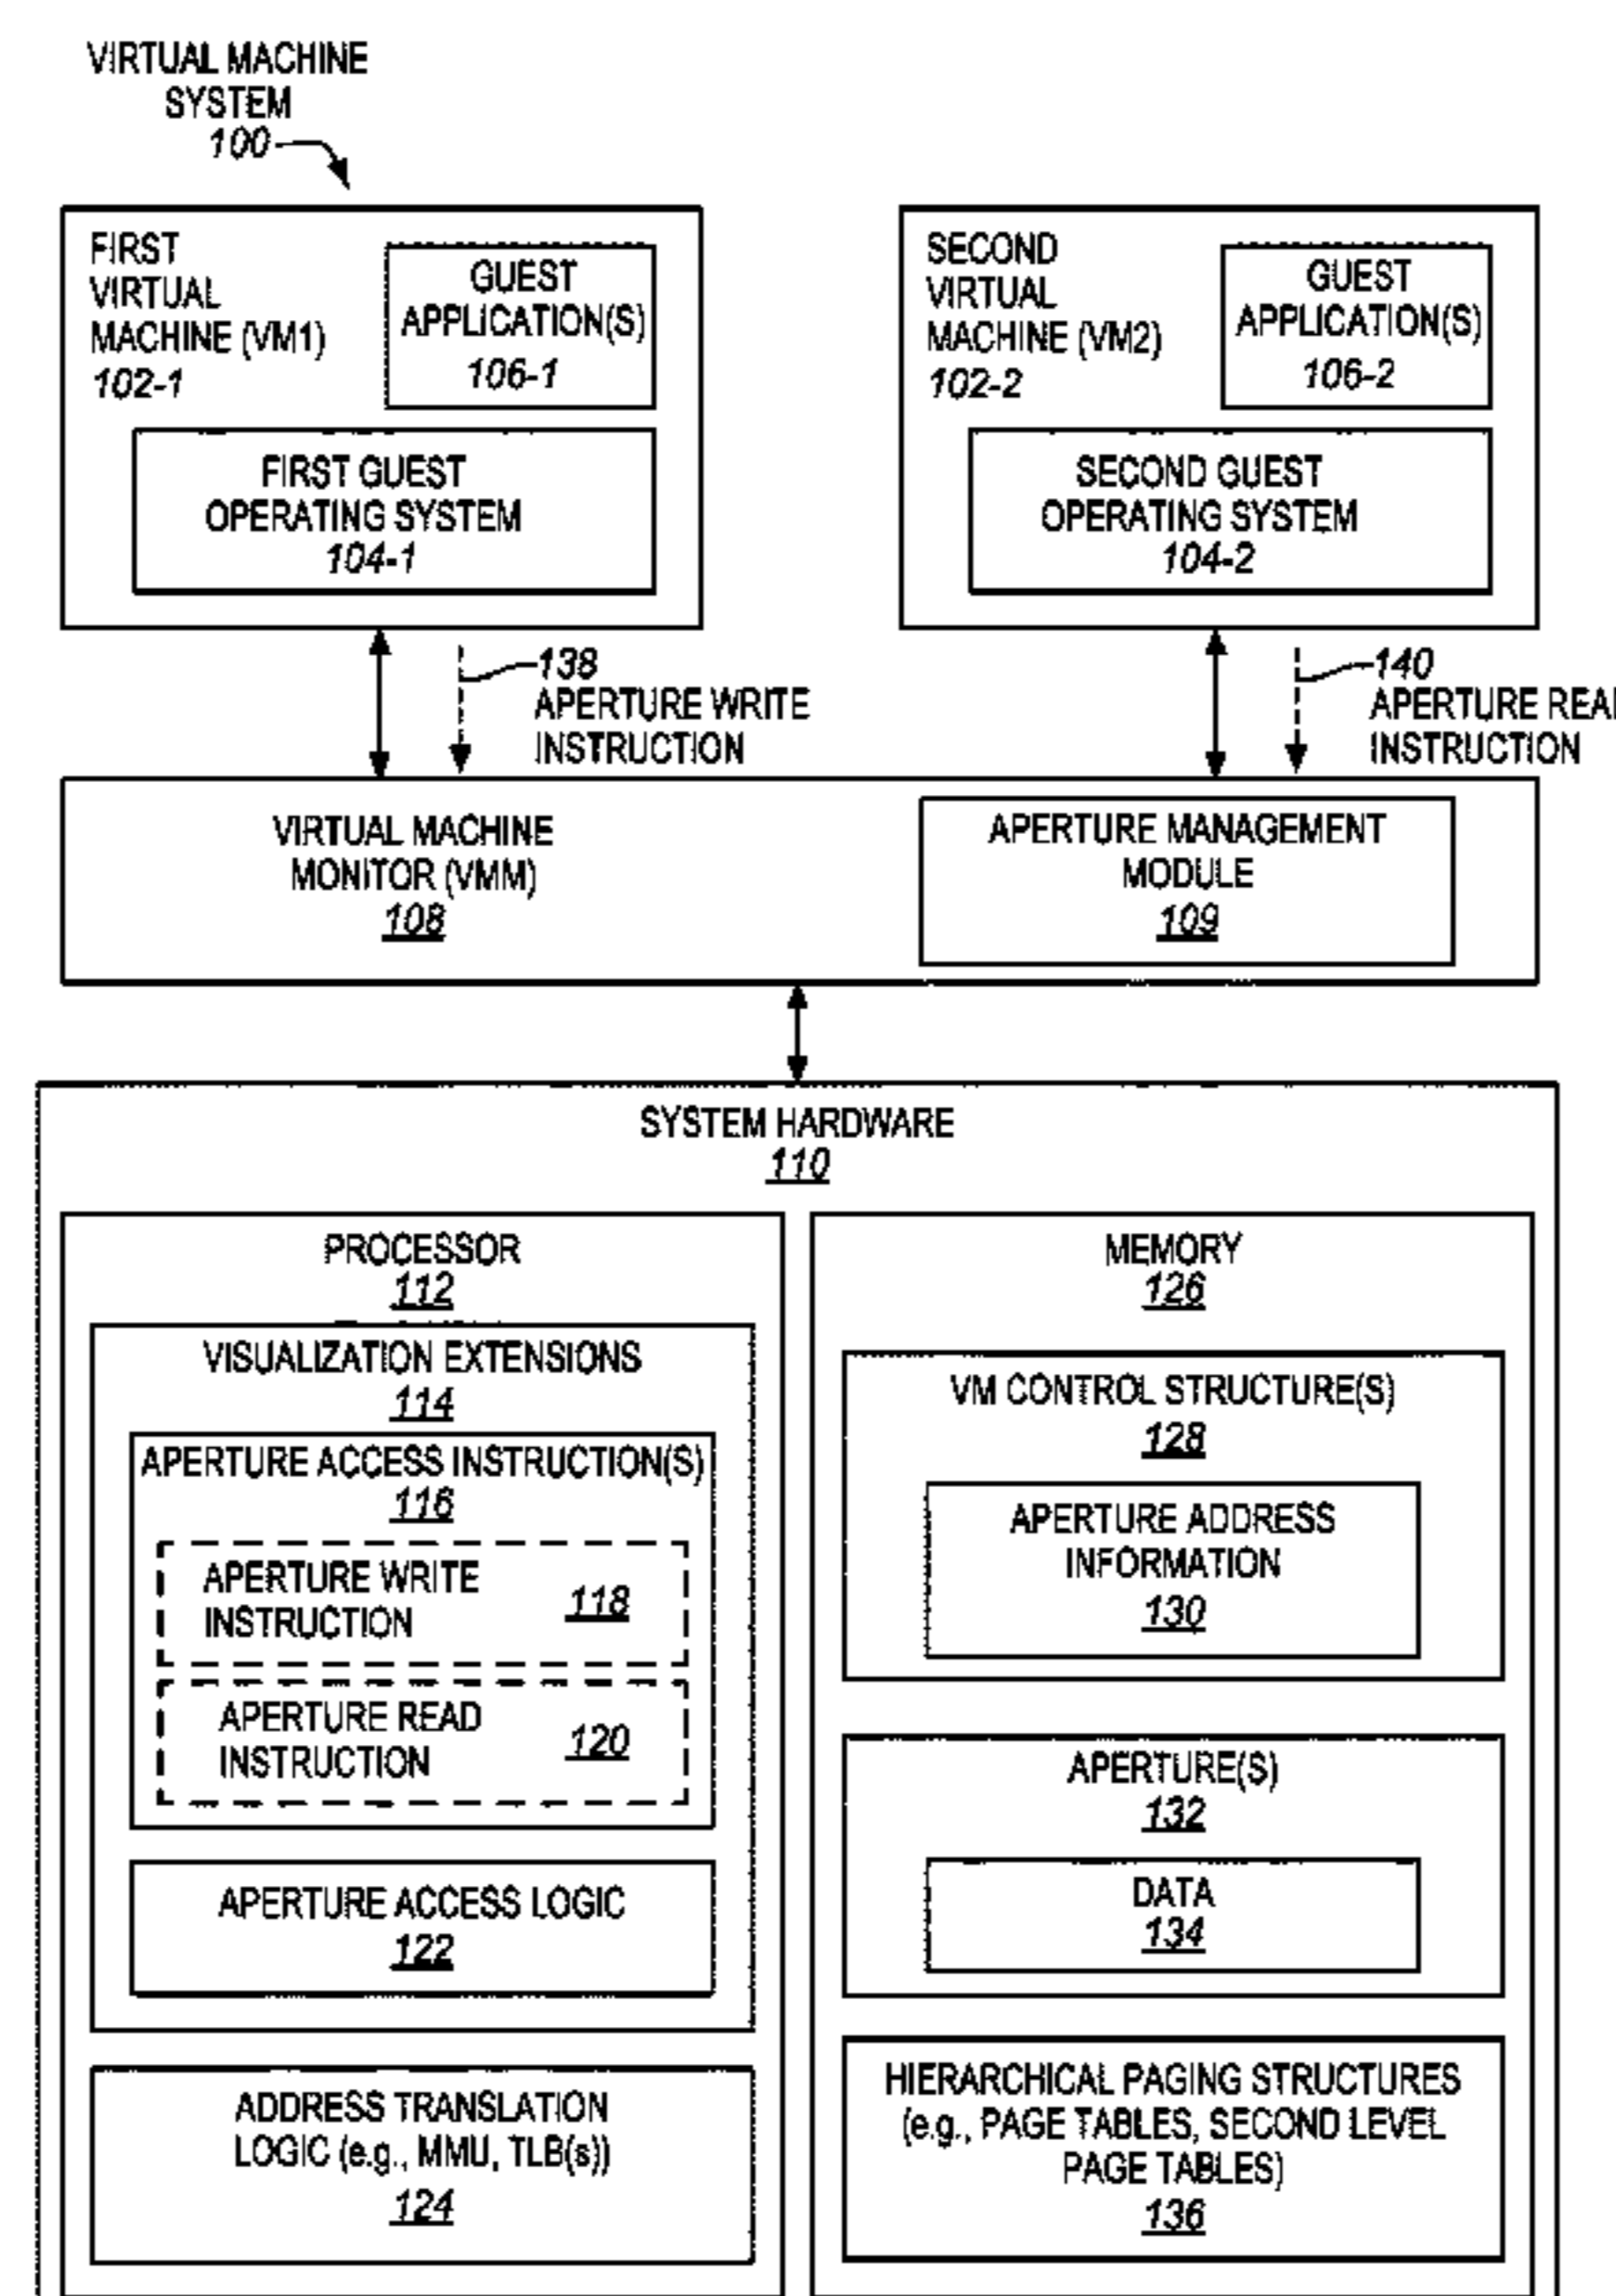 VIRTUAL MACHINE
SYSTEM
100
FIRST
VIRTUAL
MACHINE (VM1)
102-1
GUEST
APPLICATION(S)
106-1
FIRST GUEST
OPERATING SYSTEM
104-1
SECOND
VIRTUAL
MACHINE (VM2)
102-2
GUEST
APPLICATION(S)
106-2
SECOND GUEST
OPERATING SYSTEM
104-2
138
APERTURE WRITE
INSTRUCTION
140
APERTURE REA
INSTRUCTION
VIRTUAL MACHINE
MONITOR (VMM)
108
APERTURE MANAGEMENT
MODULE
109
SYSTEM HARDWARE
110
PROCESSOR
112
VISUALIZATION EXTENSIONS
114
APERTURE ACCESS INSTRUCTION(S)
116
APERTURE WRITE
INSTRUCTION
118
APERTURE READ
INSTRUCTION
120
APERTURE ACCESS LOGIC
122
ADDRESS TRANSLATION
LOGIC (e.g., MMU, TLB(s))
124
MEMORY
126
VM CONTROL STRUCTURE(S)
128
APERTURE ADDRESS
INFORMATION
130
APERTURE(S)
132
DATA
134
HIERARCHICAL PAGING STRUCTURES
(e.g., PAGE TABLES, SECOND LEVEL
PAGE TABLES)
136